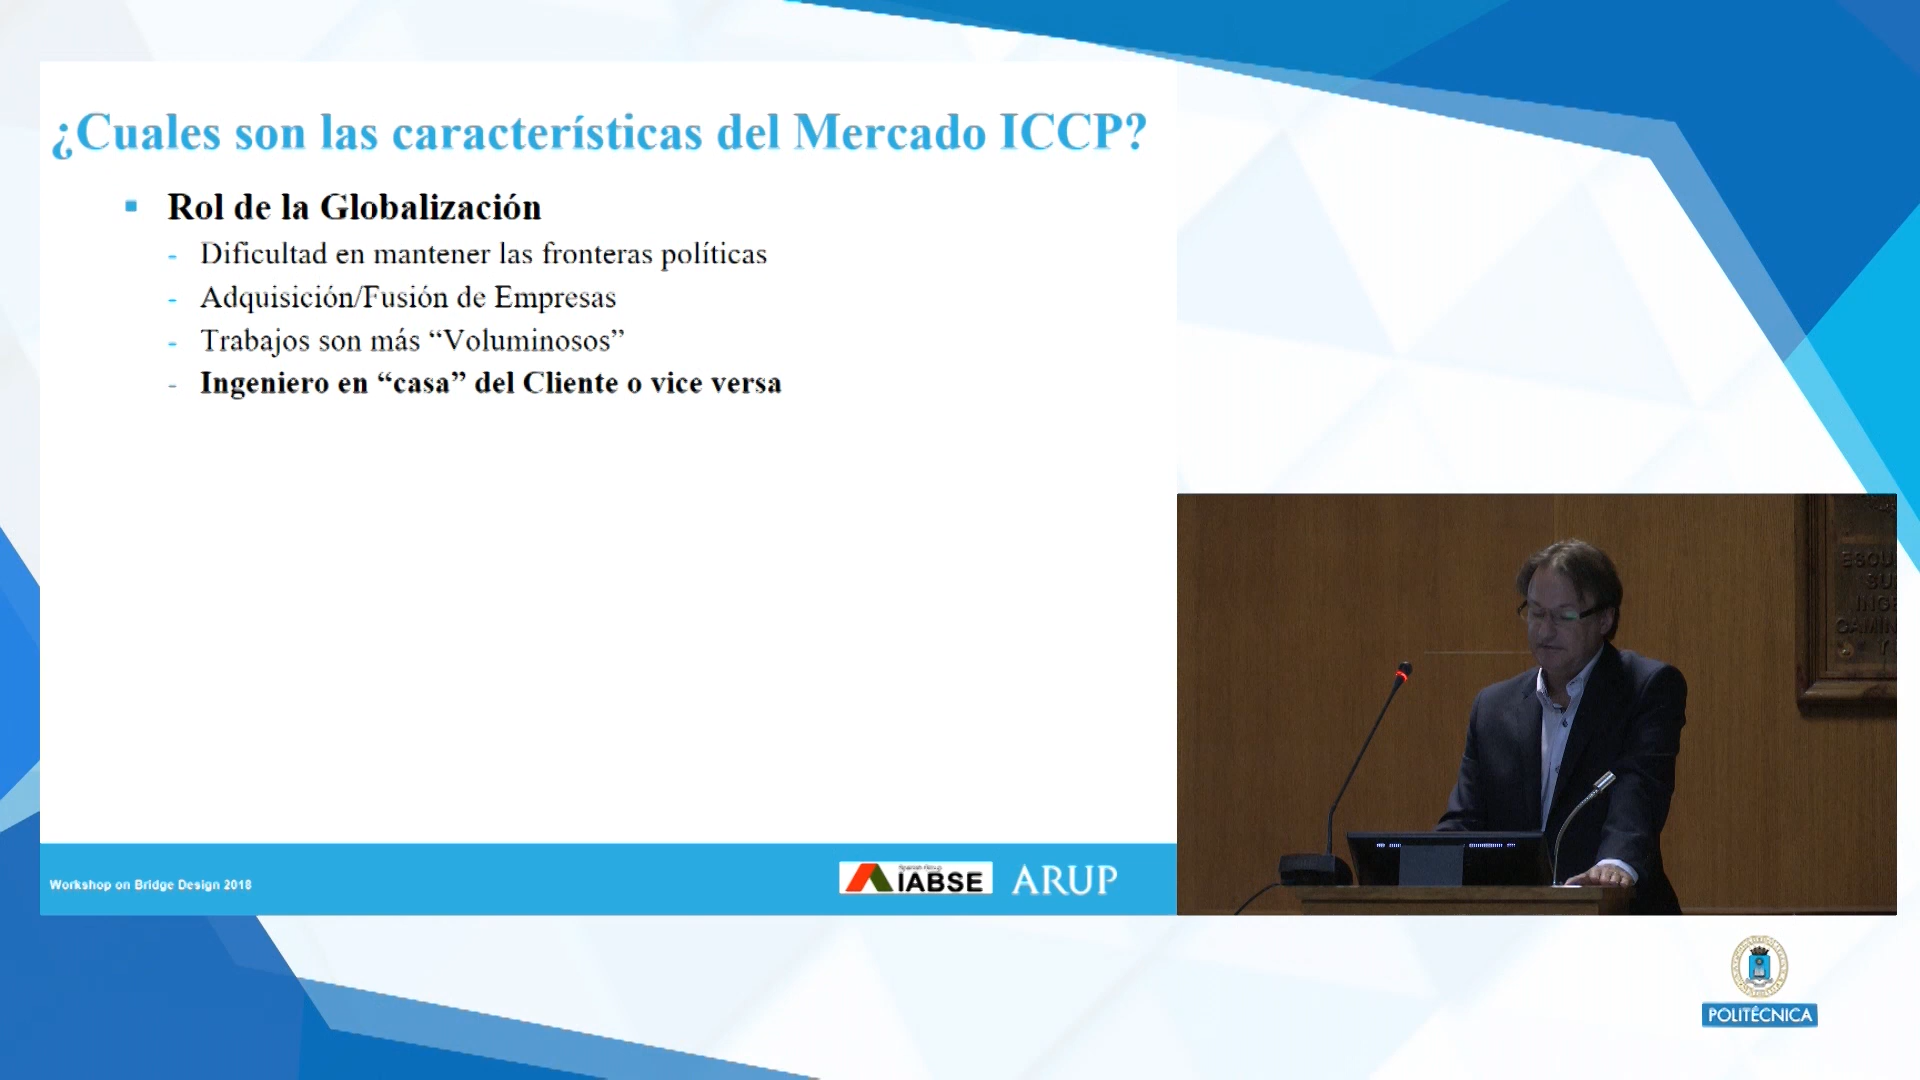 ¿Cuales son las características del Mercado ICCP?
▪ Rol de la Globalización
- Dificultad en mantener las fronteras políticas
- Adquisición/Fusión de Empresas
- Trabajos son más “Voluminosos”
- Ingeniero en “casa” del Cliente o vice versa
Workshop on Bridge Design 2018
Spanish Group
IABSE
ARUP
POLITÉCNICA